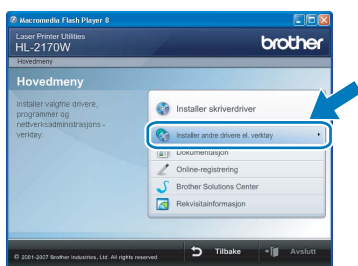 Macromedia Flash Player 8
Laser Printer Utilities
HL-2170W
brother
Hovedmeny
Hovedmeny
Installer valgfrie drivere, programmer og nettverksadministrasjons - verktøy.
Installer skriverdriver
Installer andre drivere el. verktøy
Dokumentasjon
Online-registrering
Brother Solutions Center
Rekvisitainformasjon
© 2001-2007 Brother Industries, Ltd. All rights reserved.
Tilbake
Avslutt